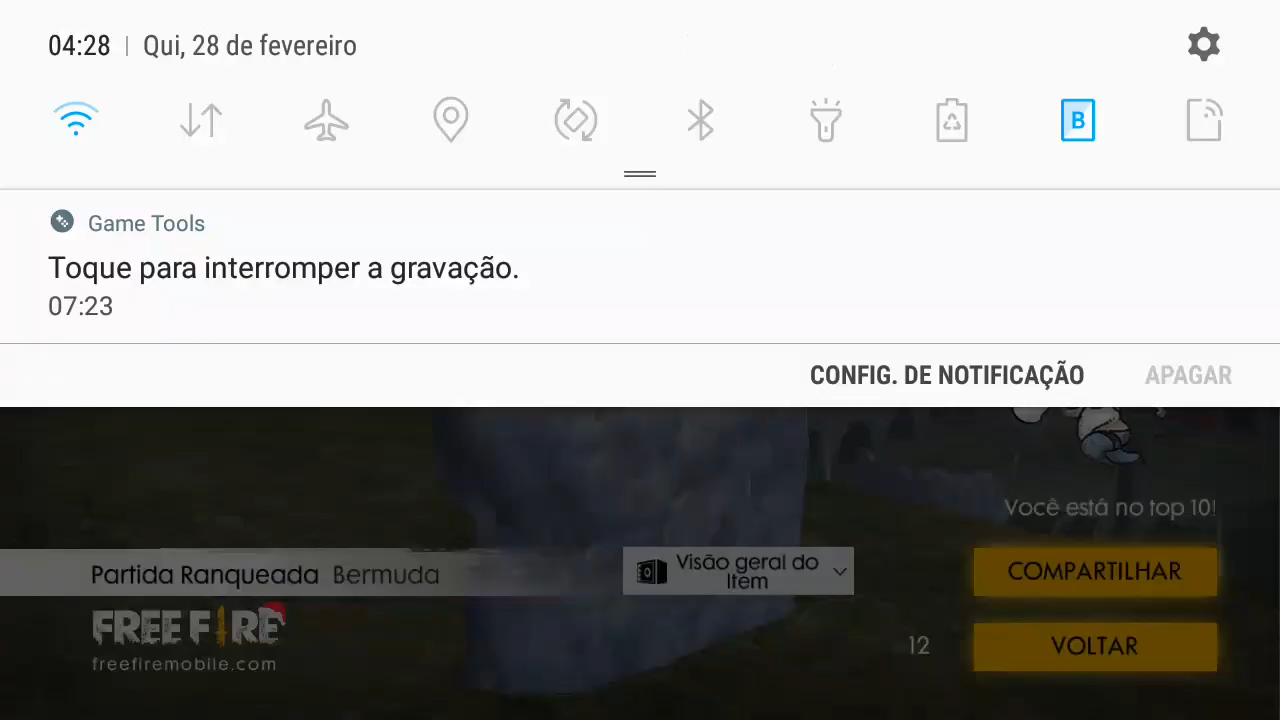 04:28 | Qui, 28 de fevereiro
B
Game Tools
Toque para interromper a gravação.
07:23
CONFIG. DE NOTIFICAÇÃO APAGAR
Você está no top 10!
Partida Ranqueada Bermuda
Visão geral do
Item
COMPARTILHAR
FREE FIRE
freefiremobile.com
12
VOLTAR